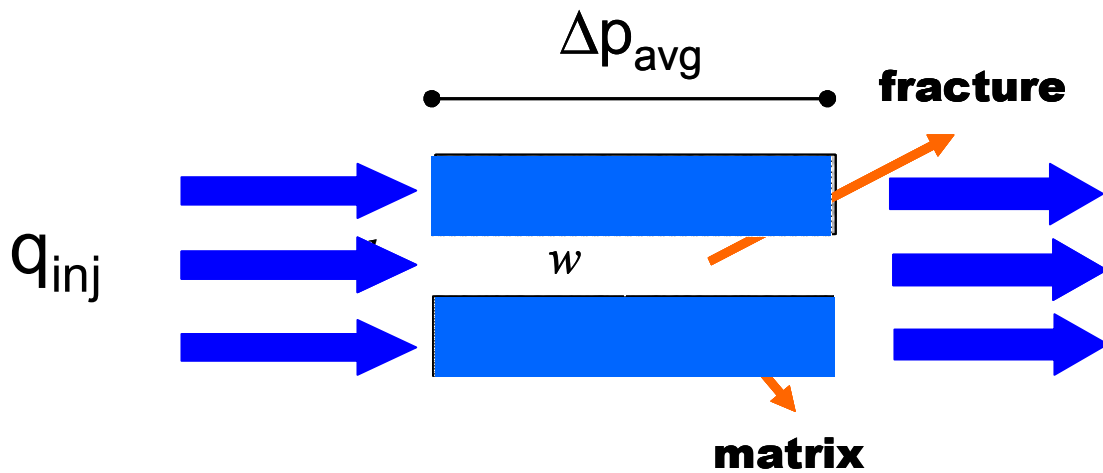 Δp_avg
fracture
q_inj
w
matrix